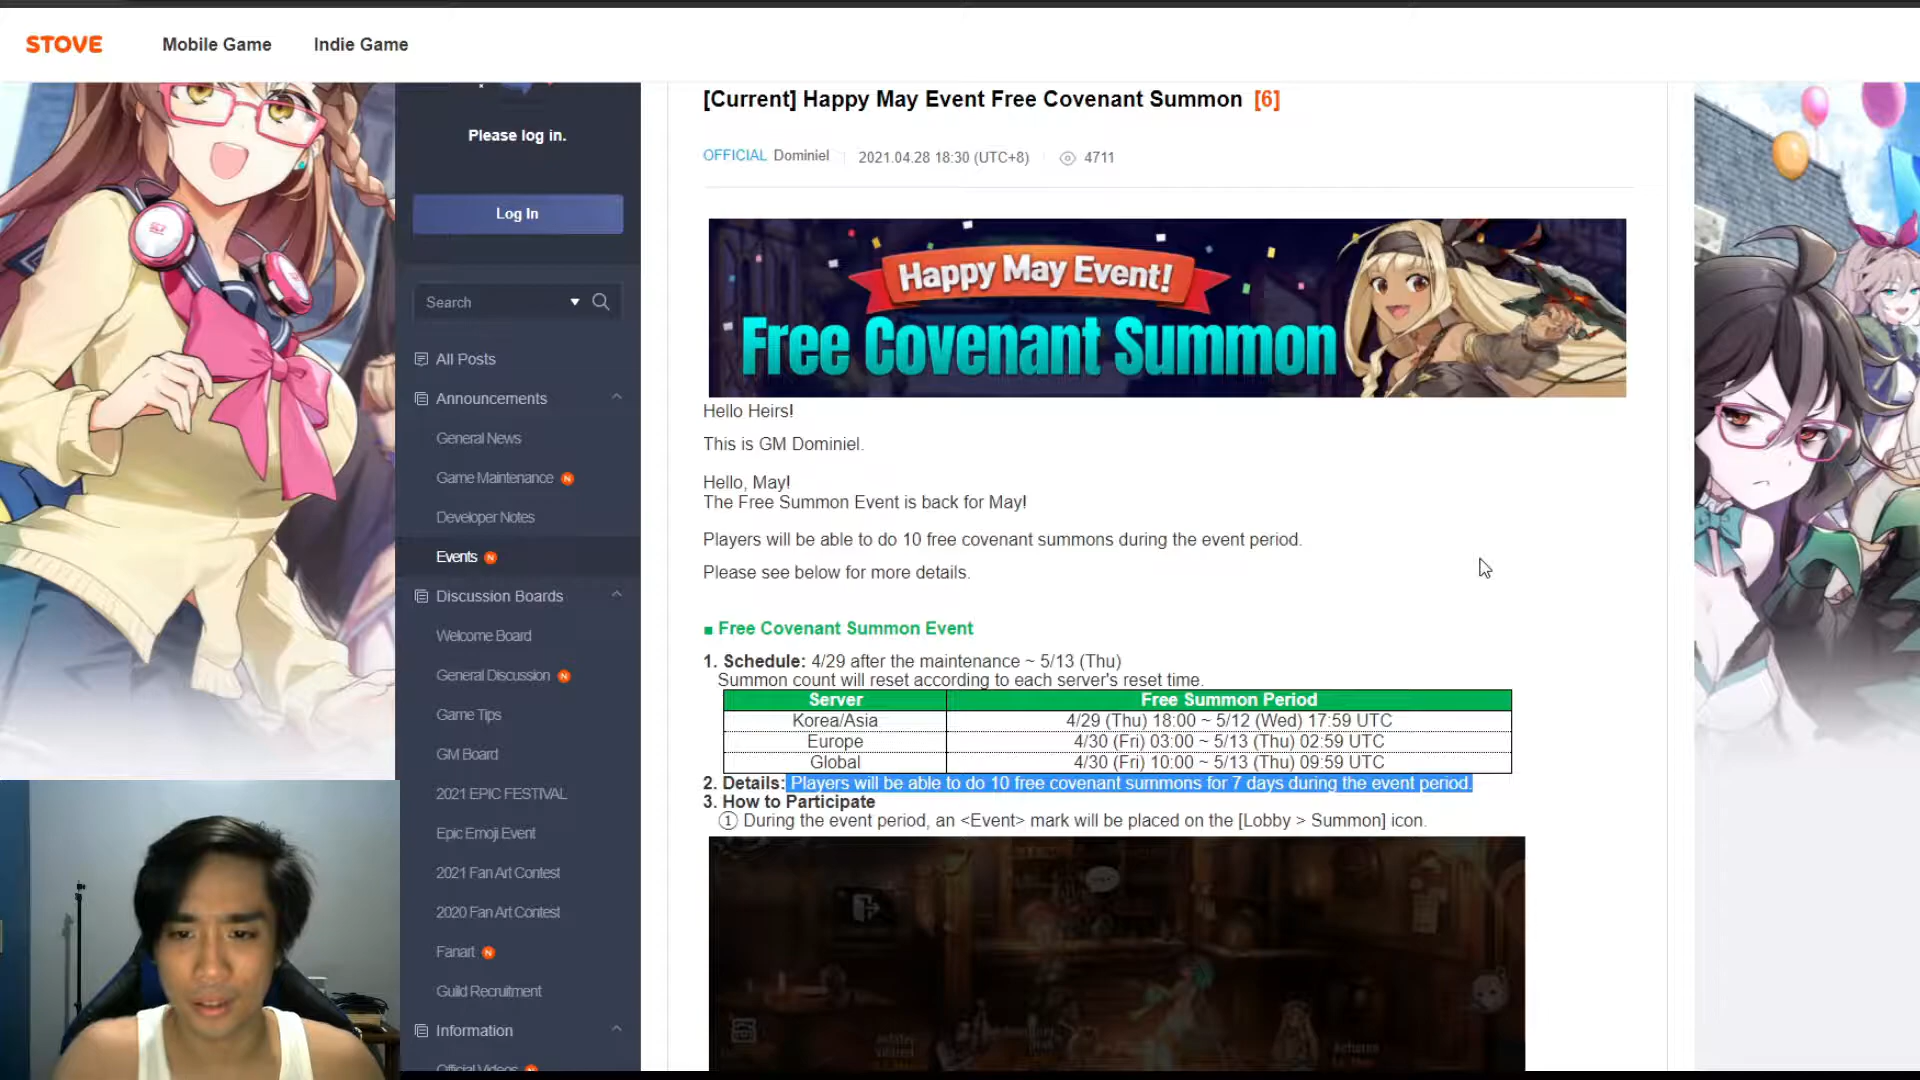 STOVE
Mobile Game
Indie Game
Please log in.
Log In
Search
All Posts
Announcements
General News
Game Maintenance N
Developer Notes
Events N
Discussion Boards
Welcome Board
General Discussion N
Game Tips
GM Board
2021 EPIC FESTIVAL
Epic Emoji Event
2021 Fan Art Contest
2020 Fan Art Contest
Fanart N
Guild Recruitment
Information
Official Videos
[Current] Happy May Event Free Covenant Summon [6]
OFFICIAL Dominiel 2021.04.28 18:30 (UTC+8) 4711
Happy May Event!
Free Covenant Summon
Hello Heirs!
This is GM Dominiel.
Hello, May!
The Free Summon Event is back for May!
Players will be able to do 10 free covenant summons during the event period.
Please see below for more details.
■ Free Covenant Summon Event
1. Schedule: 4/29 after the maintenance ~ 5/13 (Thu)
Summon count will reset according to each server's reset time.
Server Free Summon Period
Korea/Asia 4/29 (Thu) 18:00 ~ 5/12 (Wed) 17:59 UTC
Europe 4/30 (Fri) 03:00 ~ 5/13 (Thu) 02:59 UTC
Global 4/30 (Fri) 10:00 ~ 5/13 (Thu) 09:59 UTC
2. Details: Players will be able to do 10 free covenant summons for 7 days during the event period.
3. How to Participate
① During the event period, an <Event> mark will be placed on the [Lobby > Summon] icon.